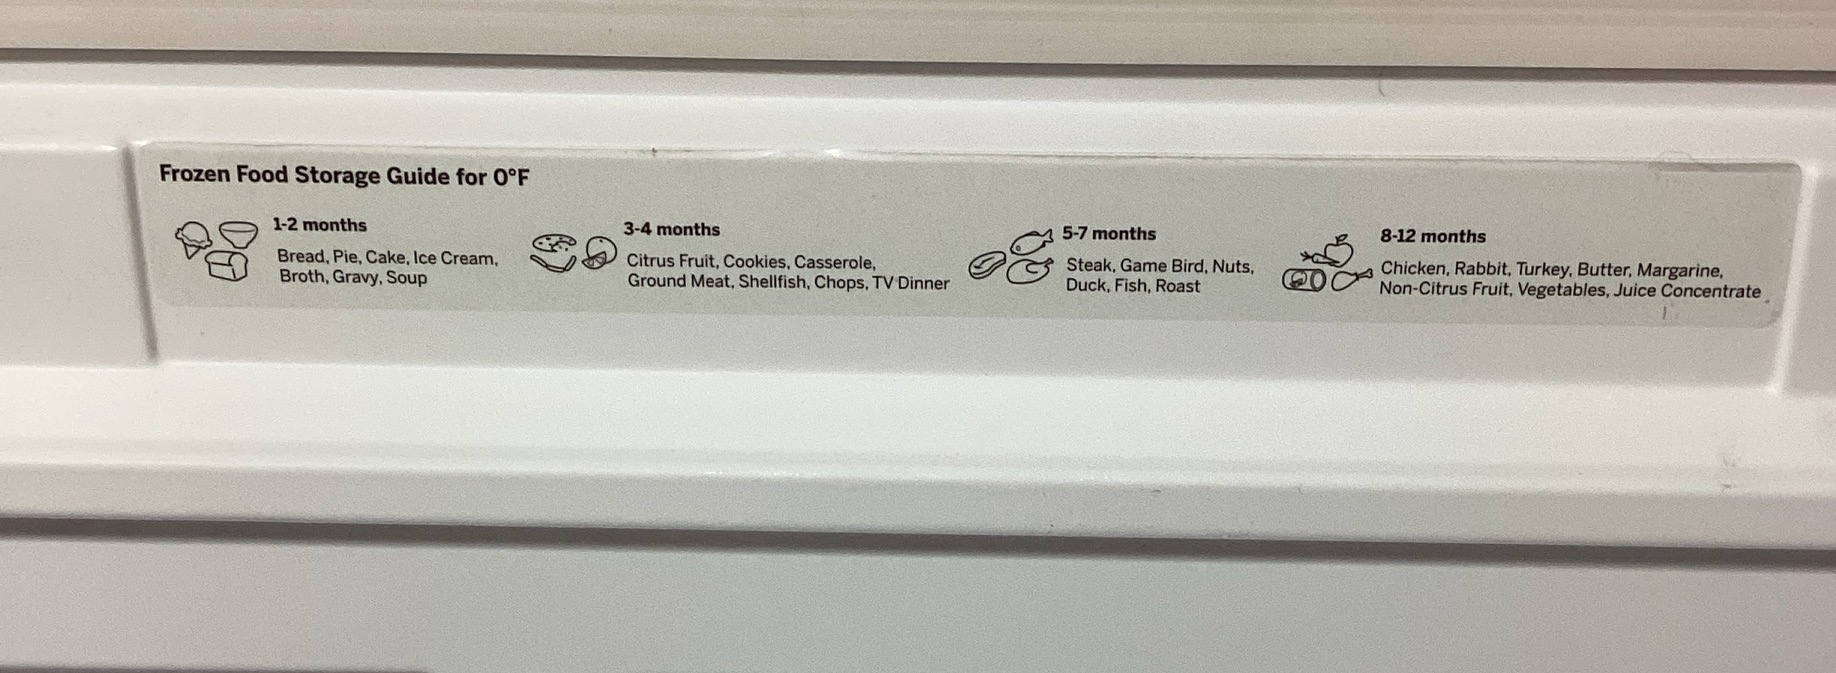 Frozen Food Storage Guide for 0°F
1-2 months
Bread, Pie, Cake, Ice Cream,
Broth, Gravy, Soup
3-4 months
Citrus Fruit, Cookies, Casserole,
Ground Meat, Shellfish, Chops, TV Dinner
5-7 months
Steak, Game Bird, Nuts,
Duck, Fish, Roast
8-12 months
Chicken, Rabbit, Turkey, Butter, Margarine,
Non-Citrus Fruit, Vegetables, Juice Concentrate